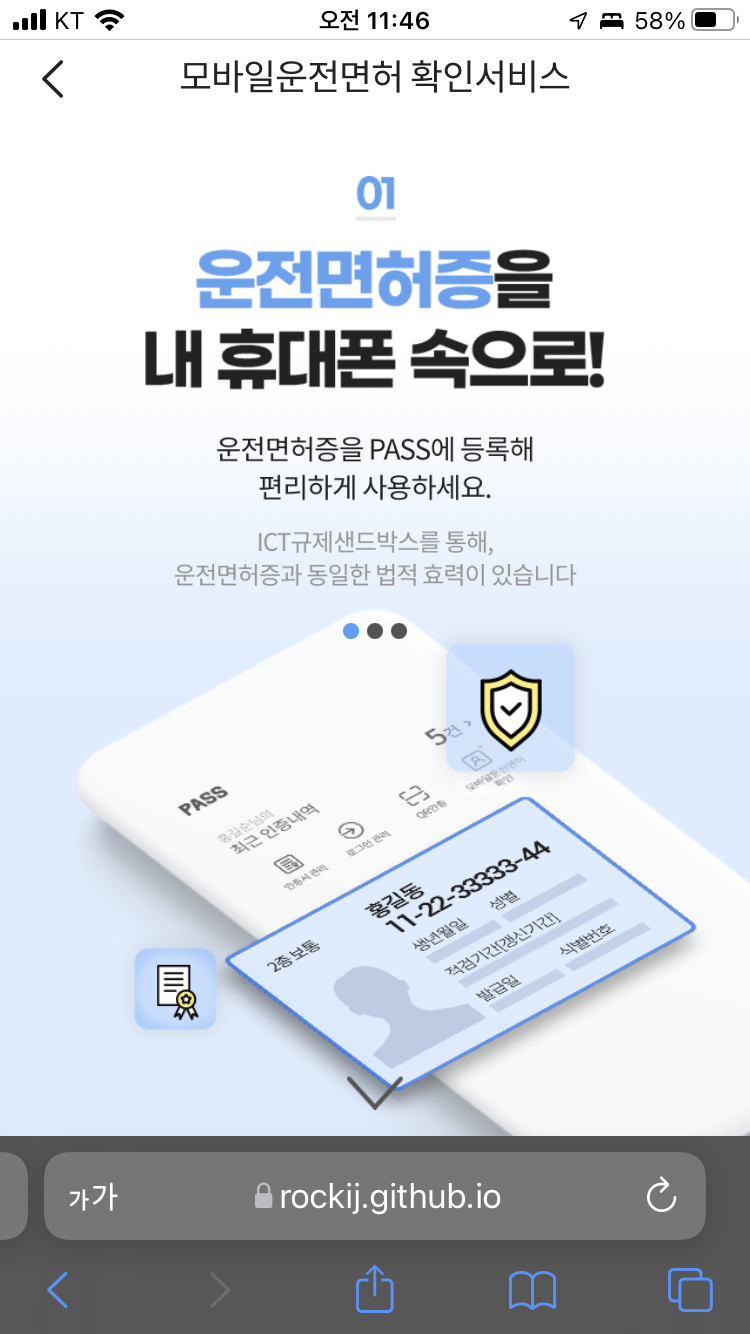 KT 오전 11:46 58%
모바일운전면허 확인서비스
01
운전면허증을
내 휴대폰 속으로!
운전면허증을 PASS에 등록해
편리하게 사용하세요.
ICT규제샌드박스를 통해,
운전면허증과 동일한 법적 효력이 있습니다
5건 >
PASS
홍길순님의
최근 인증내역
인증서 관리
로그인 관리
QR인증
모바일운전면허
확인
2종 보통
홍길동
11-22-33333-44
생년월일
성별
적검기간[갱신기간]
발급일
식별번호
가가 rockij.github.io